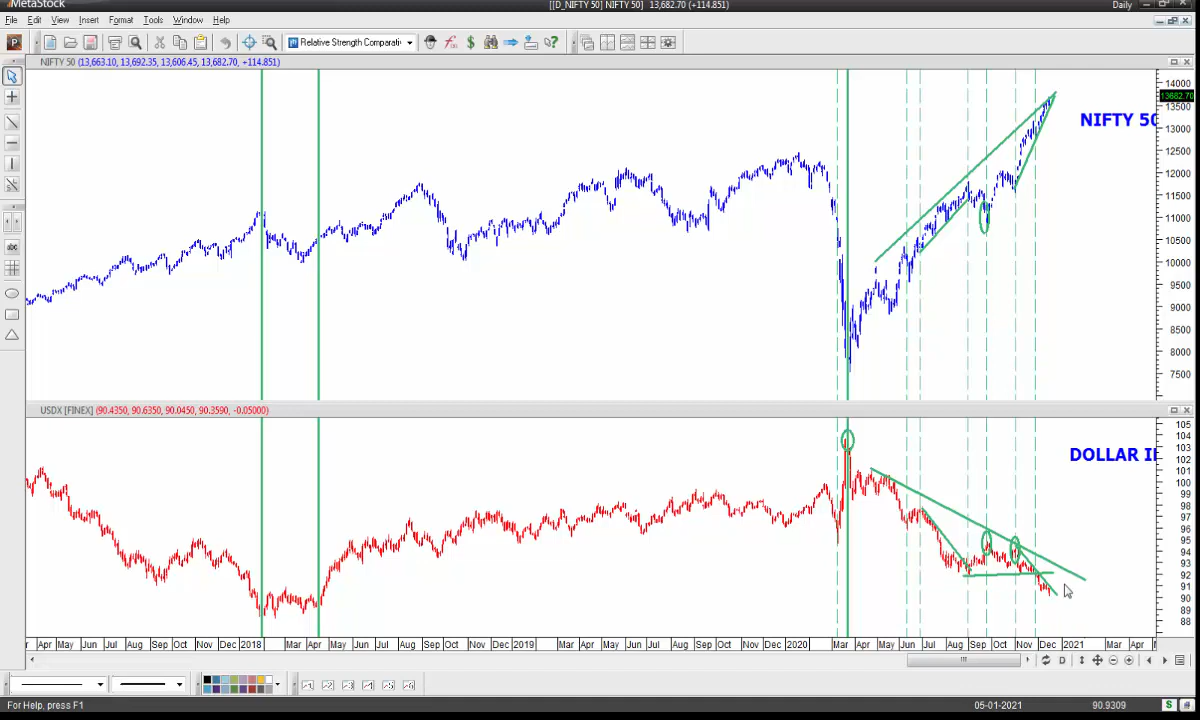 MetaStock
[[D_NIFTY 50] NIFTY 50] 13,682.70 (+114.851)
Daily
File Edit View Insert Format Tools Window Help
Relative Strength Comparati
NIFTY 50 (13,663.10, 13,692.35, 13,606.45, 13,682.70, +114.851)
abc
14000
13682.70
13500
NIFTY 50
13000
12500
12000
11500
11000
10500
10000
9500
9000
8500
8000
7500
USDX [FINEX] (90.4350, 90.6350, 90.0450, 90.3590, -0.05000)
105
104
103
102
101
100
99
98
97
96
95
94
93
92
91
90
89
88
DOLLAR I
r Apr May Jun Jul Aug Sep Oct Nov Dec 2018 Mar Apr May Jun Jul Aug Sep Oct Nov Dec 2019 Mar Apr May Jun Jul Aug Sep Oct Nov Dec 2020 Mar Apr May Jun Jul Aug Sep Oct Nov Dec 2021 Mar Apr
For Help, press F1
05-01-2021
90.9309
S